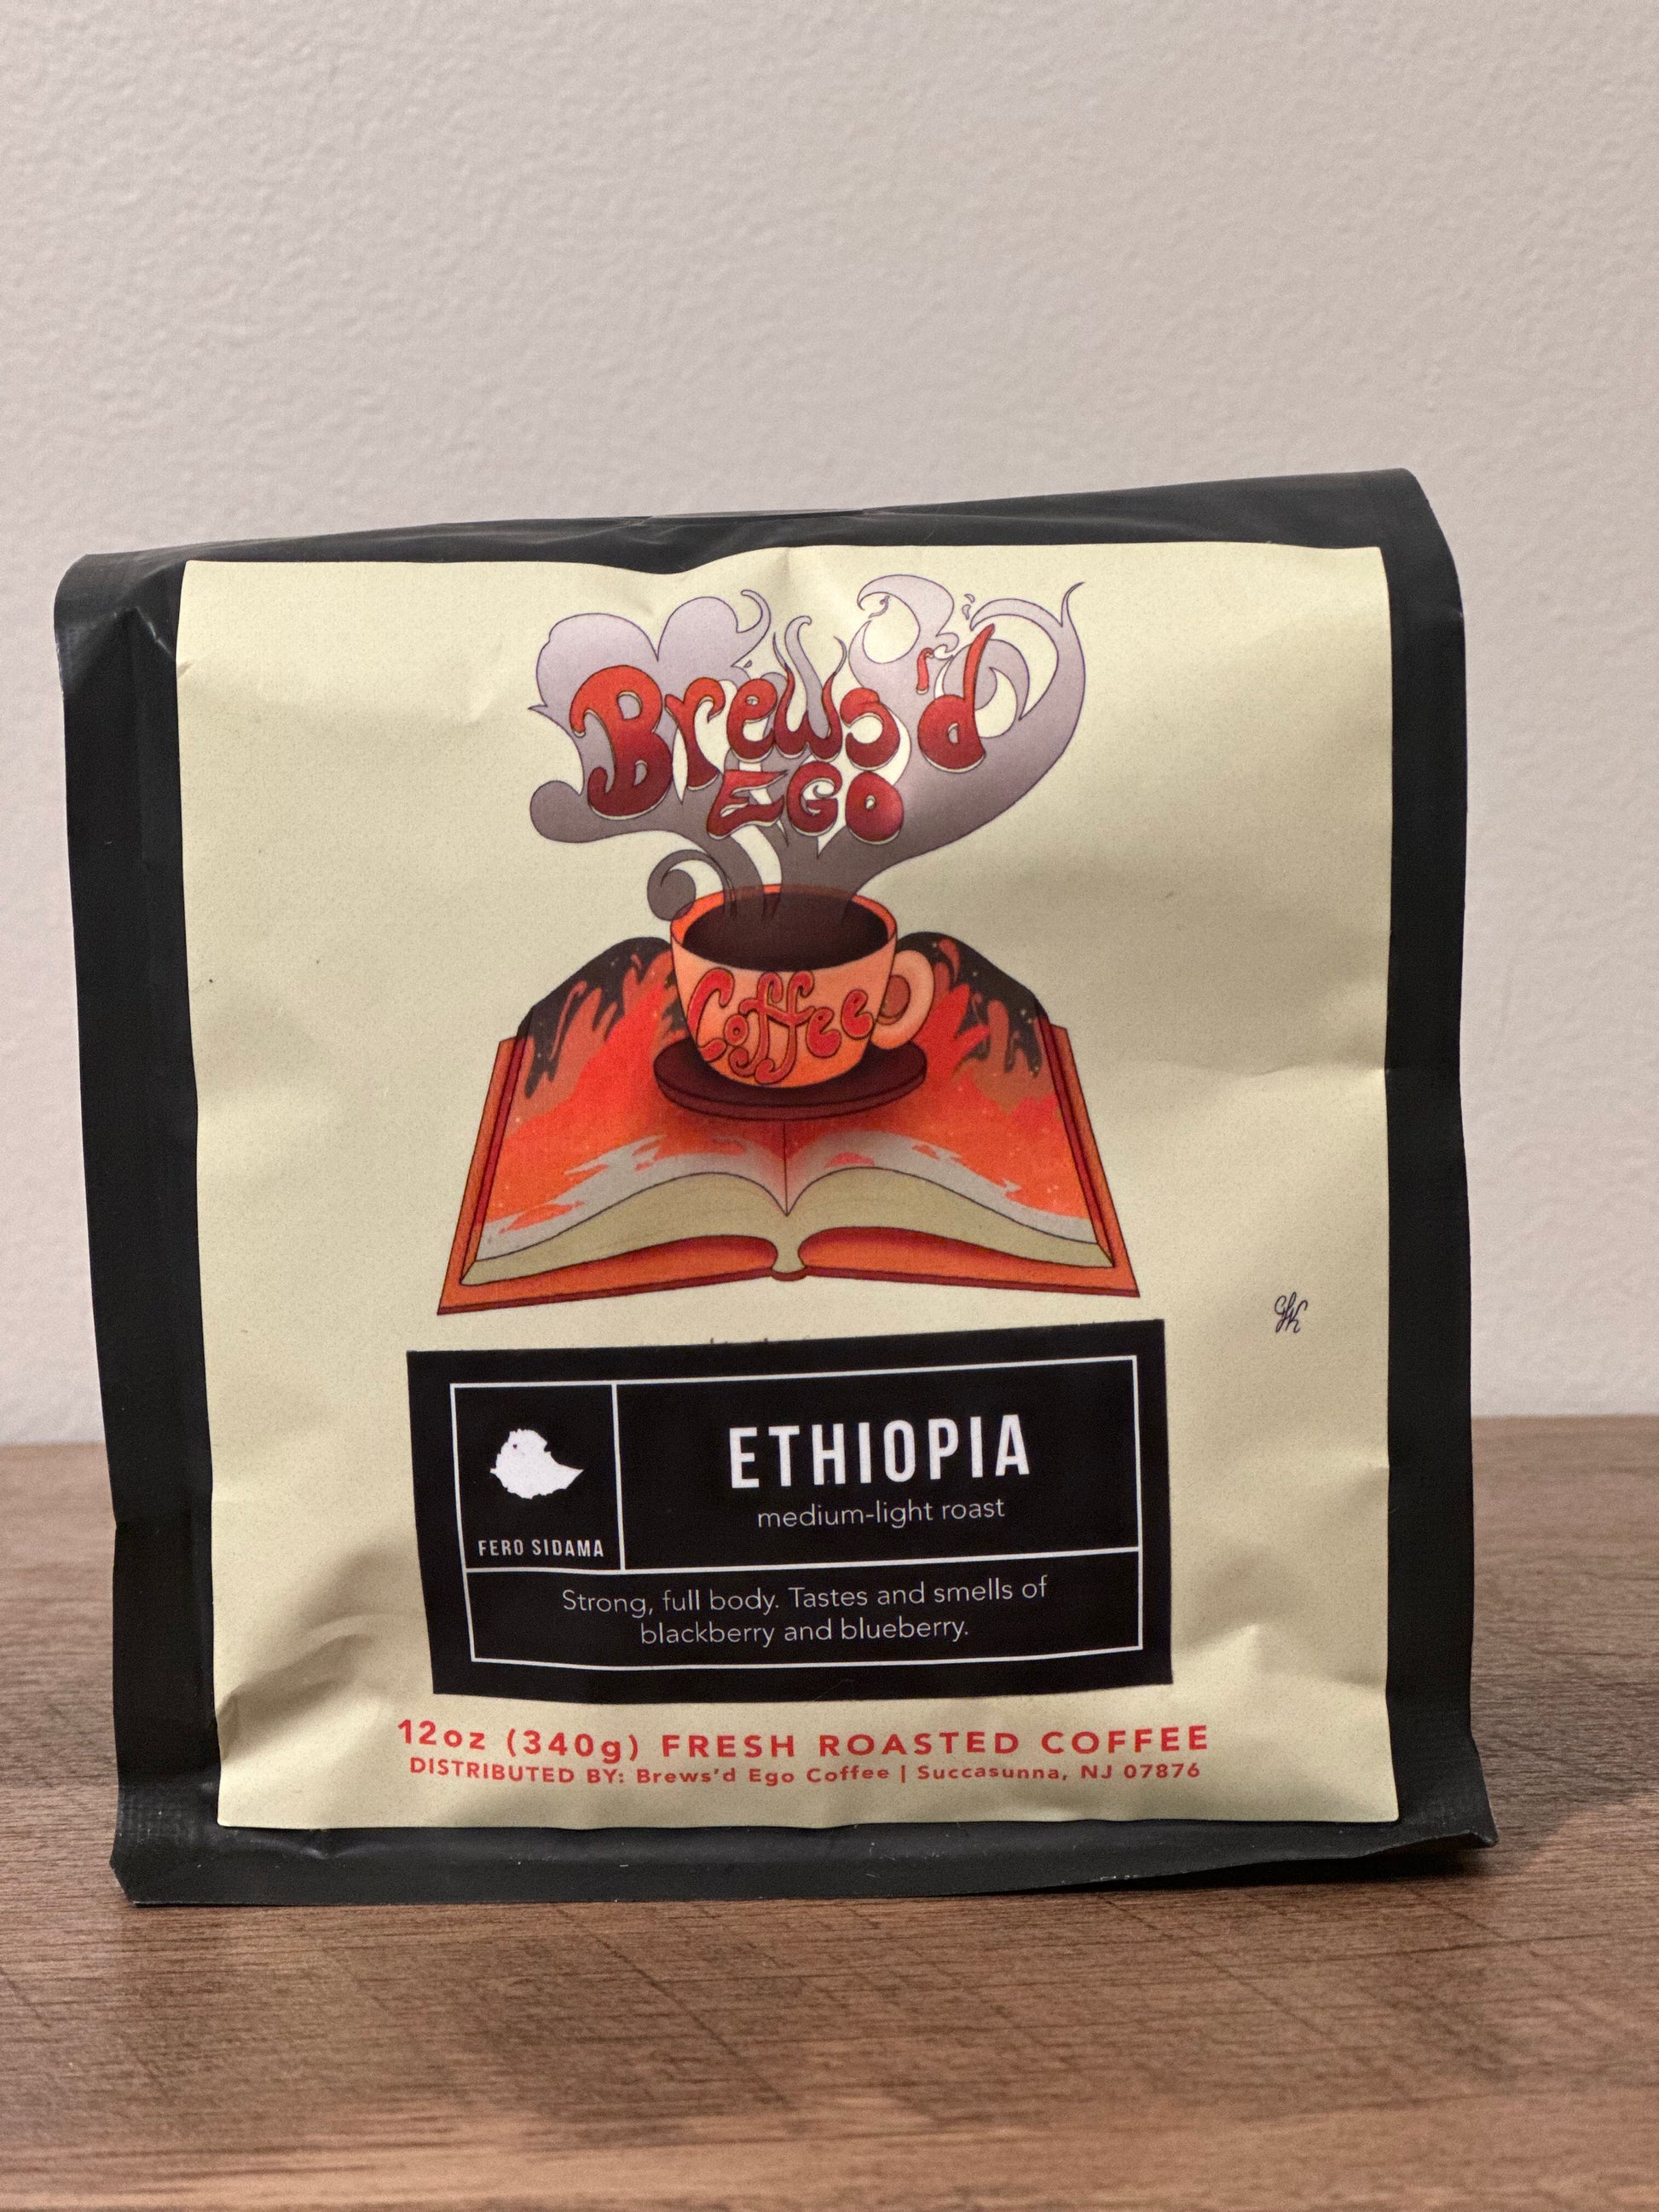 Brews'd
EGO
Coffee
ETHIOPIA
medium-light roast
FERO SIDAMA
Strong, full body. Tastes and smells of
blackberry and blueberry.
12oz (340g) FRESH ROASTED COFFEE
DISTRIBUTED BY: Brews'd Ego Coffee | Succasunna, NJ 07876